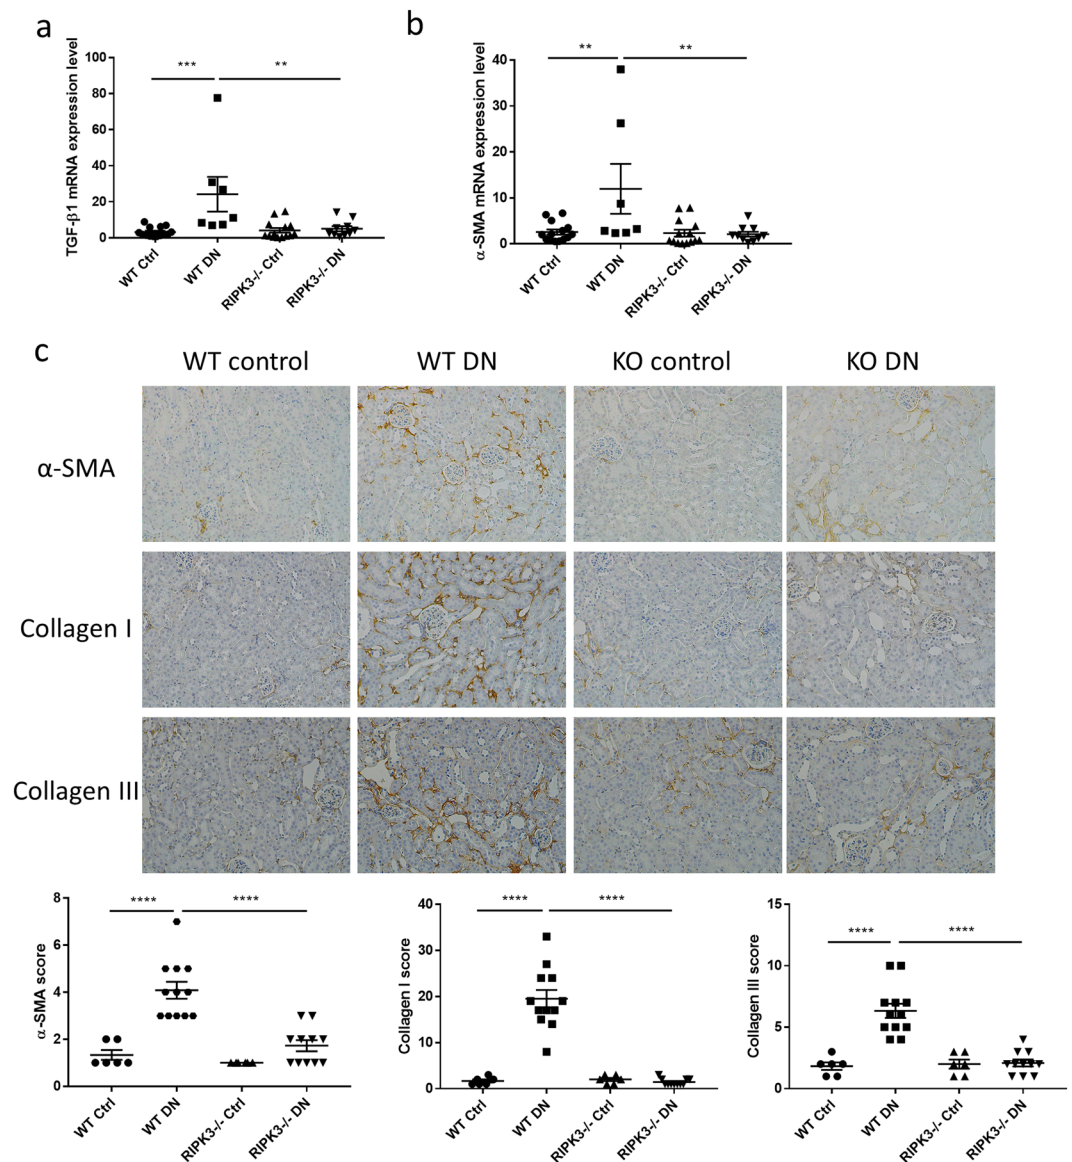 a
TGF-β1 mRNA expression level
100
80
60
40
20
0
***
**
WT Ctrl
WT DN
RIPK3-/- Ctrl
RIPK3-/- DN
b
α-SMA mRNA expression level
40
30
20
10
0
**
**
WT Ctrl
WT DN
RIPK3-/- Ctrl
RIPK3-/- DN
c
WT control
WT DN
KO control
KO DN
α-SMA
Collagen I
Collagen III
α-SMA score
8
6
4
2
0
****
****
WT Ctrl
WT DN
RIPK3-/- Ctrl
RIPK3-/- DN
Collagen I score
40
30
20
10
0
****
****
WT Ctrl
WT DN
RIPK3-/- Ctrl
RIPK3-/- DN
Collagen III score
15
10
5
0
****
****
WT Ctrl
WT DN
RIPK3-/- Ctrl
RIPK3-/- DN